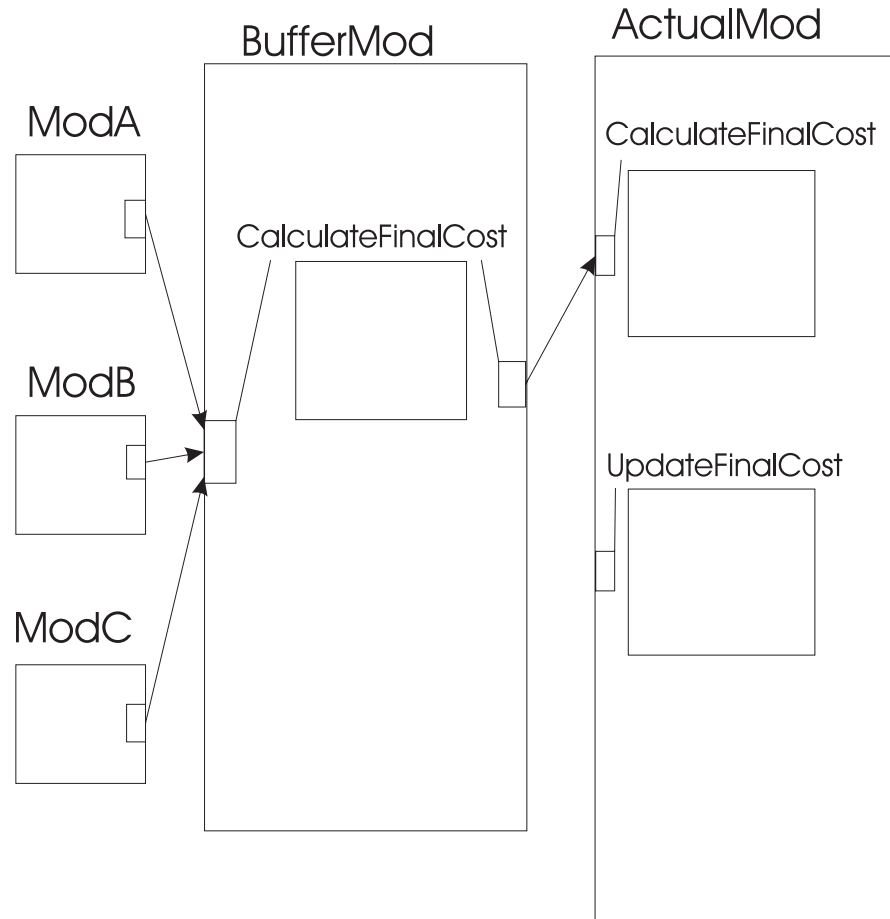 BufferMod
ActualMod
ModA
CalculateFinalCost
CalculateFinalCost
ModB
UpdateFinalCost
ModC